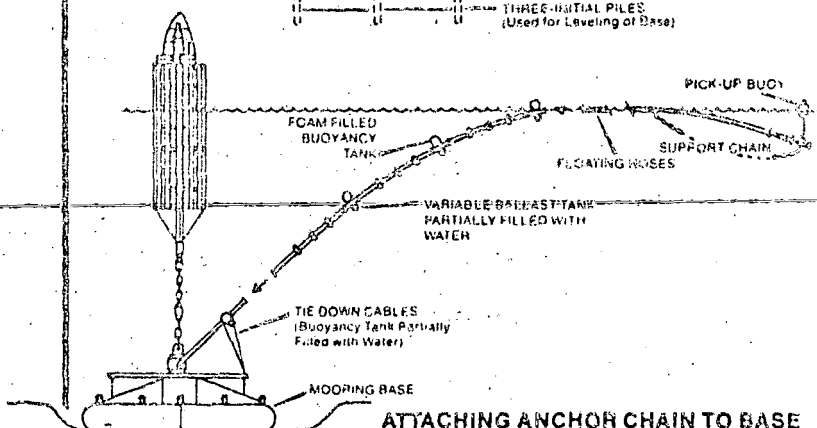 THREE-INITIAL PILES
(Used for Leveling of Base)
PICK-UP BUOY
FOAM FILLED
BUOYANCY
TANK
SUPPORT CHAIN
FLOATING HOSES
VARIABLE BALLAST TANK
PARTIALLY FILLED WITH
WATER
TIE DOWN CABLES
(Buoyancy Tank Partially
Filled with Water)
MOORING BASE
ATTACHING ANCHOR CHAIN TO BASE